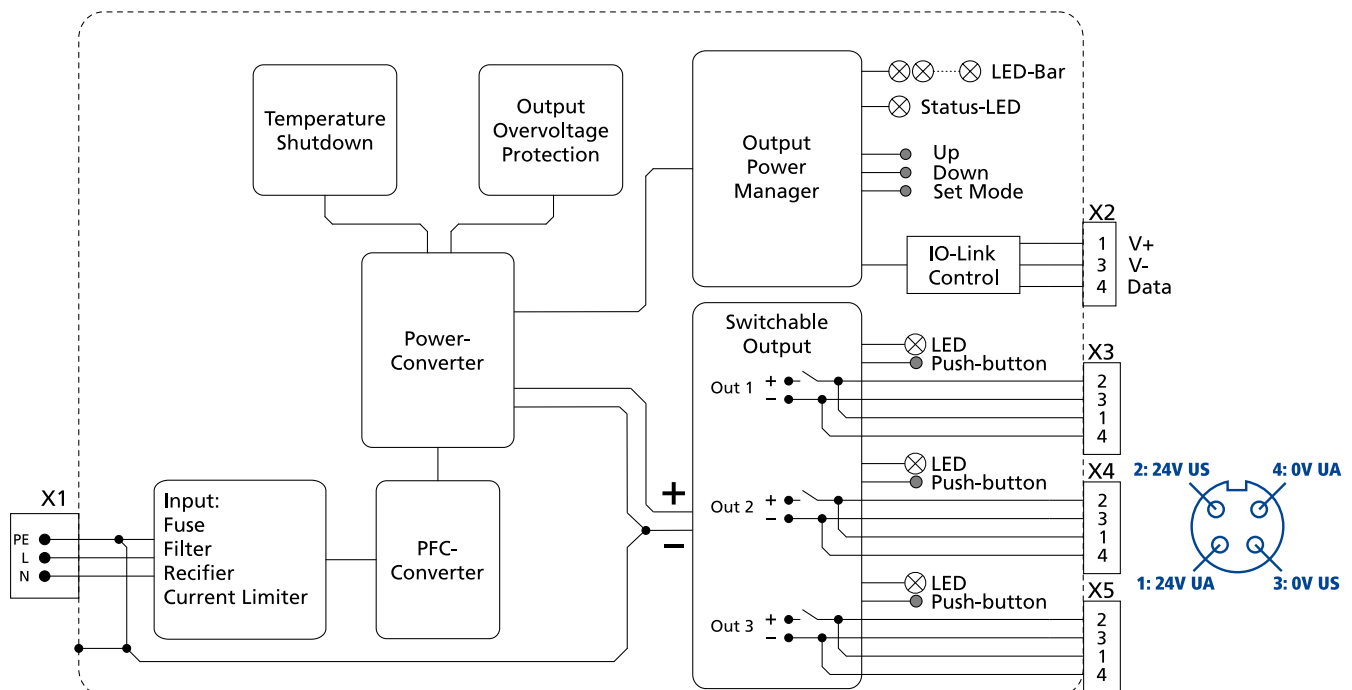 Temperature
Shutdown
Output
Overvoltage
Protection
Output
Power
Manager
LED-Bar
Status-LED
Up
Down
Set Mode
IO-Link
Control
X2
1 V+
3 V-
4 Data
Power-
Converter
Switchable
Output
LED
Push-button
Out 1 + −
X3
2
3
1
4
LED
Push-button
Out 2 + −
X4
2
3
1
4
2: 24V US 4: 0V UA
1: 24V UA 3: 0V US
+
−
X1
PE
L
N
Input:
Fuse
Filter
Rectifier
Current Limiter
PFC-
Converter
LED
Push-button
Out 3 + −
X5
2
3
1
4